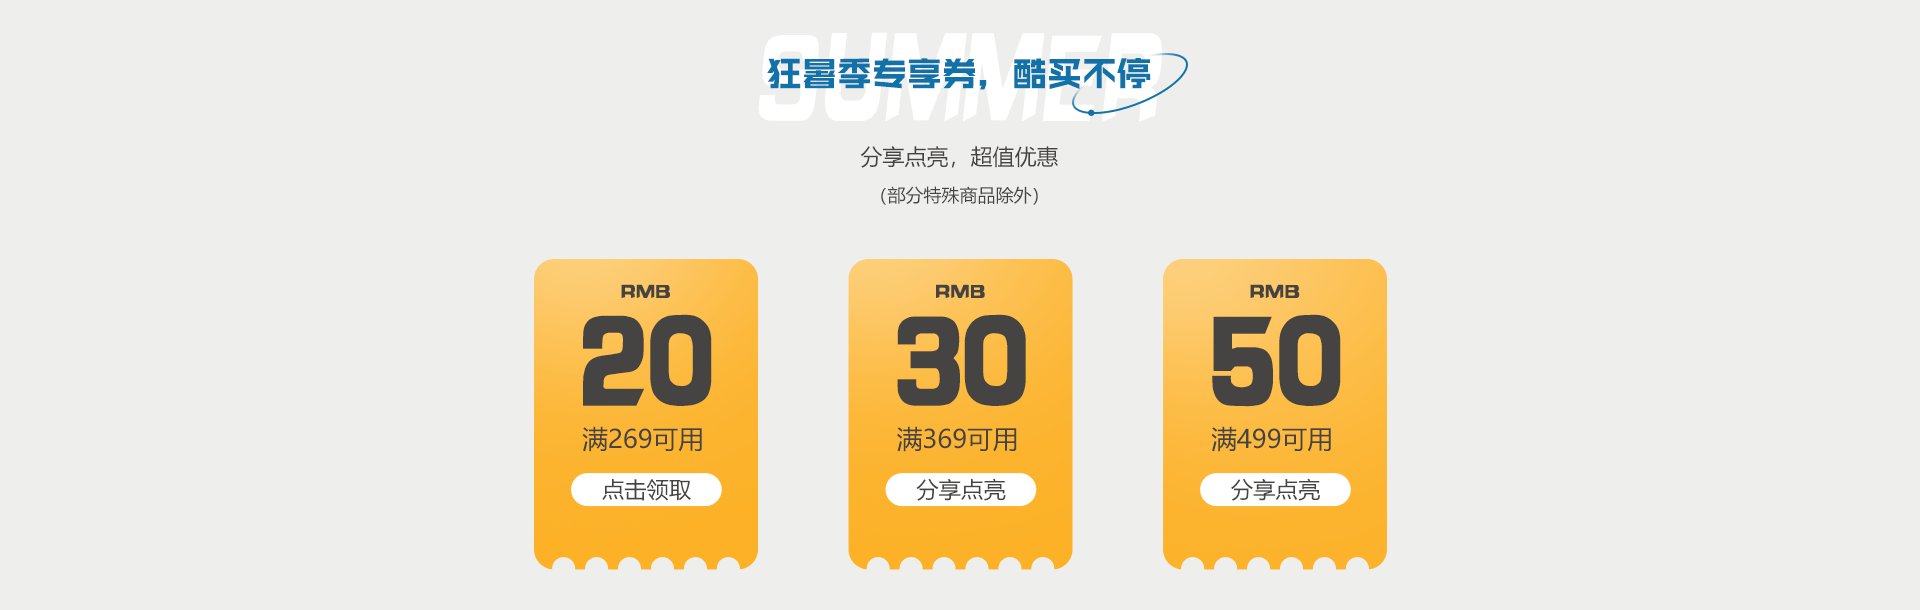 SUMMER
狂暑季专享券，酷买不停
分享点亮，超值优惠
（部分特殊商品除外）
RMB
20
满269可用
点击领取
RMB
30
满369可用
分享点亮
RMB
50
满499可用
分享点亮